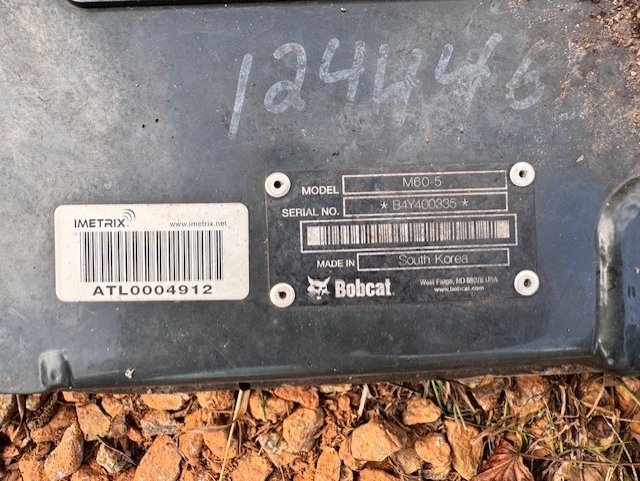 124446
MODEL M60-5
SERIAL NO. * B4Y400335 *
MADE IN South Korea
Bobcat
West Fargo, ND 58078 USA
www.bobcat.com
IMETRIX
www.imetrix.net
ATL0004912